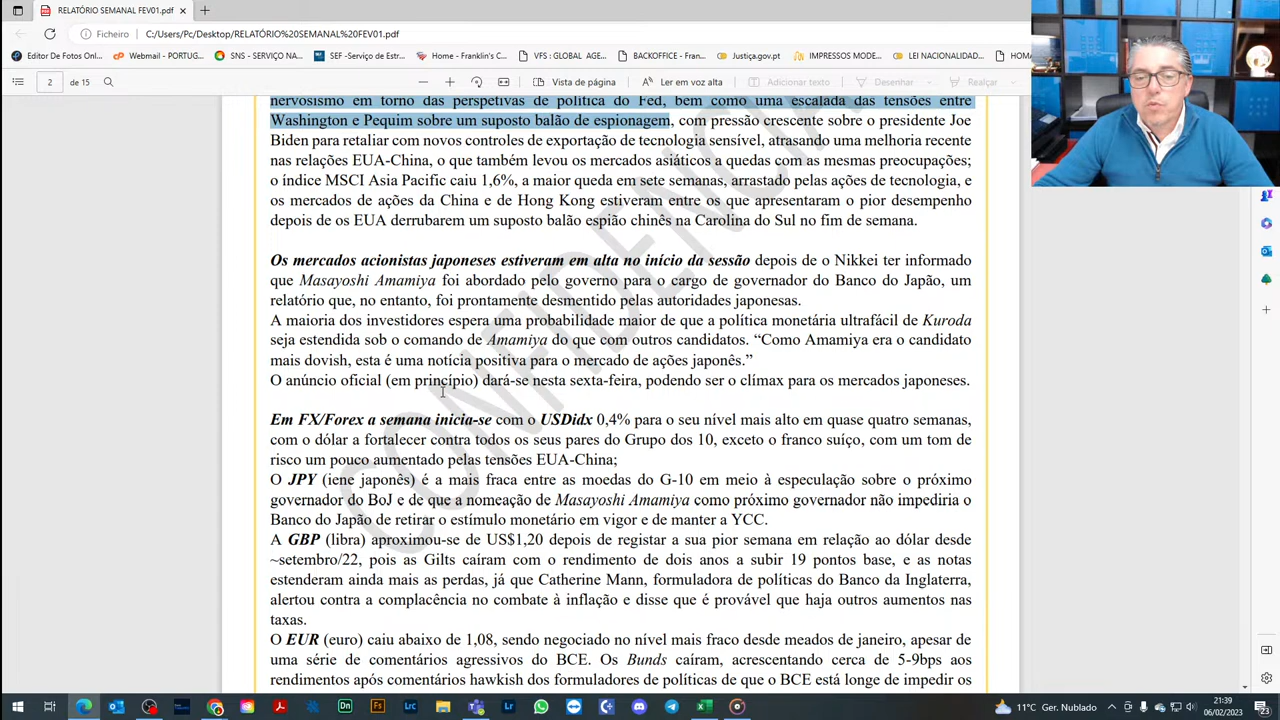 RELATÓRIO SEMANAL FEV01.pdf
Ficheiro C:/Users/Pc/Desktop/RELATÓRIO%20SEMANAL%20FEV01.pdf
Editor De Fotos Onl... Webmail - PORTUG... SNS - SERVIÇO NA... SEF -Serviço de Estr... Home - Franklin's C... VFS : GLOBAL AGE... BACKOFFICE - Fran... Justiça.gov.pt IMPRESSOS MODE... LEI NACIONALIDAD...
2 de 15 Vista de página Ler em voz alta Adicionar texto Desenhar Realçar
nervosismo em torno das perspetivas de política do Fed, bem como uma escalada das tensões entre
Washington e Pequim sobre um suposto balão de espionagem, com pressão crescente sobre o presidente Joe
Biden para retaliar com novos controles de exportação de tecnologia sensível, atrasando uma melhoria recente
nas relações EUA-China, o que também levou os mercados asiáticos a quedas com as mesmas preocupações;
o índice MSCI Asia Pacific caiu 1,6%, a maior queda em sete semanas, arrastado pelas ações de tecnologia, e
os mercados de ações da China e de Hong Kong estiveram entre os que apresentaram o pior desempenho
depois de os EUA derrubarem um suposto balão espião chinês na Carolina do Sul no fim de semana.
Os mercados acionistas japoneses estiveram em alta no início da sessão depois de o Nikkei ter informado
que Masayoshi Amamiya foi abordado pelo governo para o cargo de governador do Banco do Japão, um
relatório que, no entanto, foi prontamente desmentido pelas autoridades japonesas.
A maioria dos investidores espera uma probabilidade maior de que a política monetária ultrafácil de Kuroda
seja estendida sob o comando de Amamiya do que com outros candidatos. “Como Amamiya era o candidato
mais dovish, esta é uma notícia positiva para o mercado de ações japonês.”
O anúncio oficial (em princípio) dará-se nesta sexta-feira, podendo ser o clímax para os mercados japoneses.
Em FX/Forex a semana inicia-se com o USDidx 0,4% para o seu nível mais alto em quase quatro semanas,
com o dólar a fortalecer contra todos os seus pares do Grupo dos 10, exceto o franco suíço, com um tom de
risco um pouco aumentado pelas tensões EUA-China;
O JPY (iene japonês) é a mais fraca entre as moedas do G-10 em meio à especulação sobre o próximo
governador do BoJ e de que a nomeação de Masayoshi Amamiya como próximo governador não impediria o
Banco do Japão de retirar o estímulo monetário em vigor e de manter a YCC.
A GBP (libra) aproximou-se de US$1,20 depois de registar a sua pior semana em relação ao dólar desde
~setembro/22, pois as Gilts caíram com o rendimento de dois anos a subir 19 pontos base, e as notas
estenderam ainda mais as perdas, já que Catherine Mann, formuladora de políticas do Banco da Inglaterra,
alertou contra a complacência no combate à inflação e disse que é provável que haja outros aumentos nas
taxas.
O EUR (euro) caiu abaixo de 1,08, sendo negociado no nível mais fraco desde meados de janeiro, apesar de
uma série de comentários agressivos do BCE. Os Bunds caíram, acrescentando cerca de 5-9bps aos
rendimentos após comentários hawkish dos formuladores de políticas de que o BCE está longe de impedir os
CONFIDENCIAL
11°C Ger. Nublado 21:39
06/02/2023